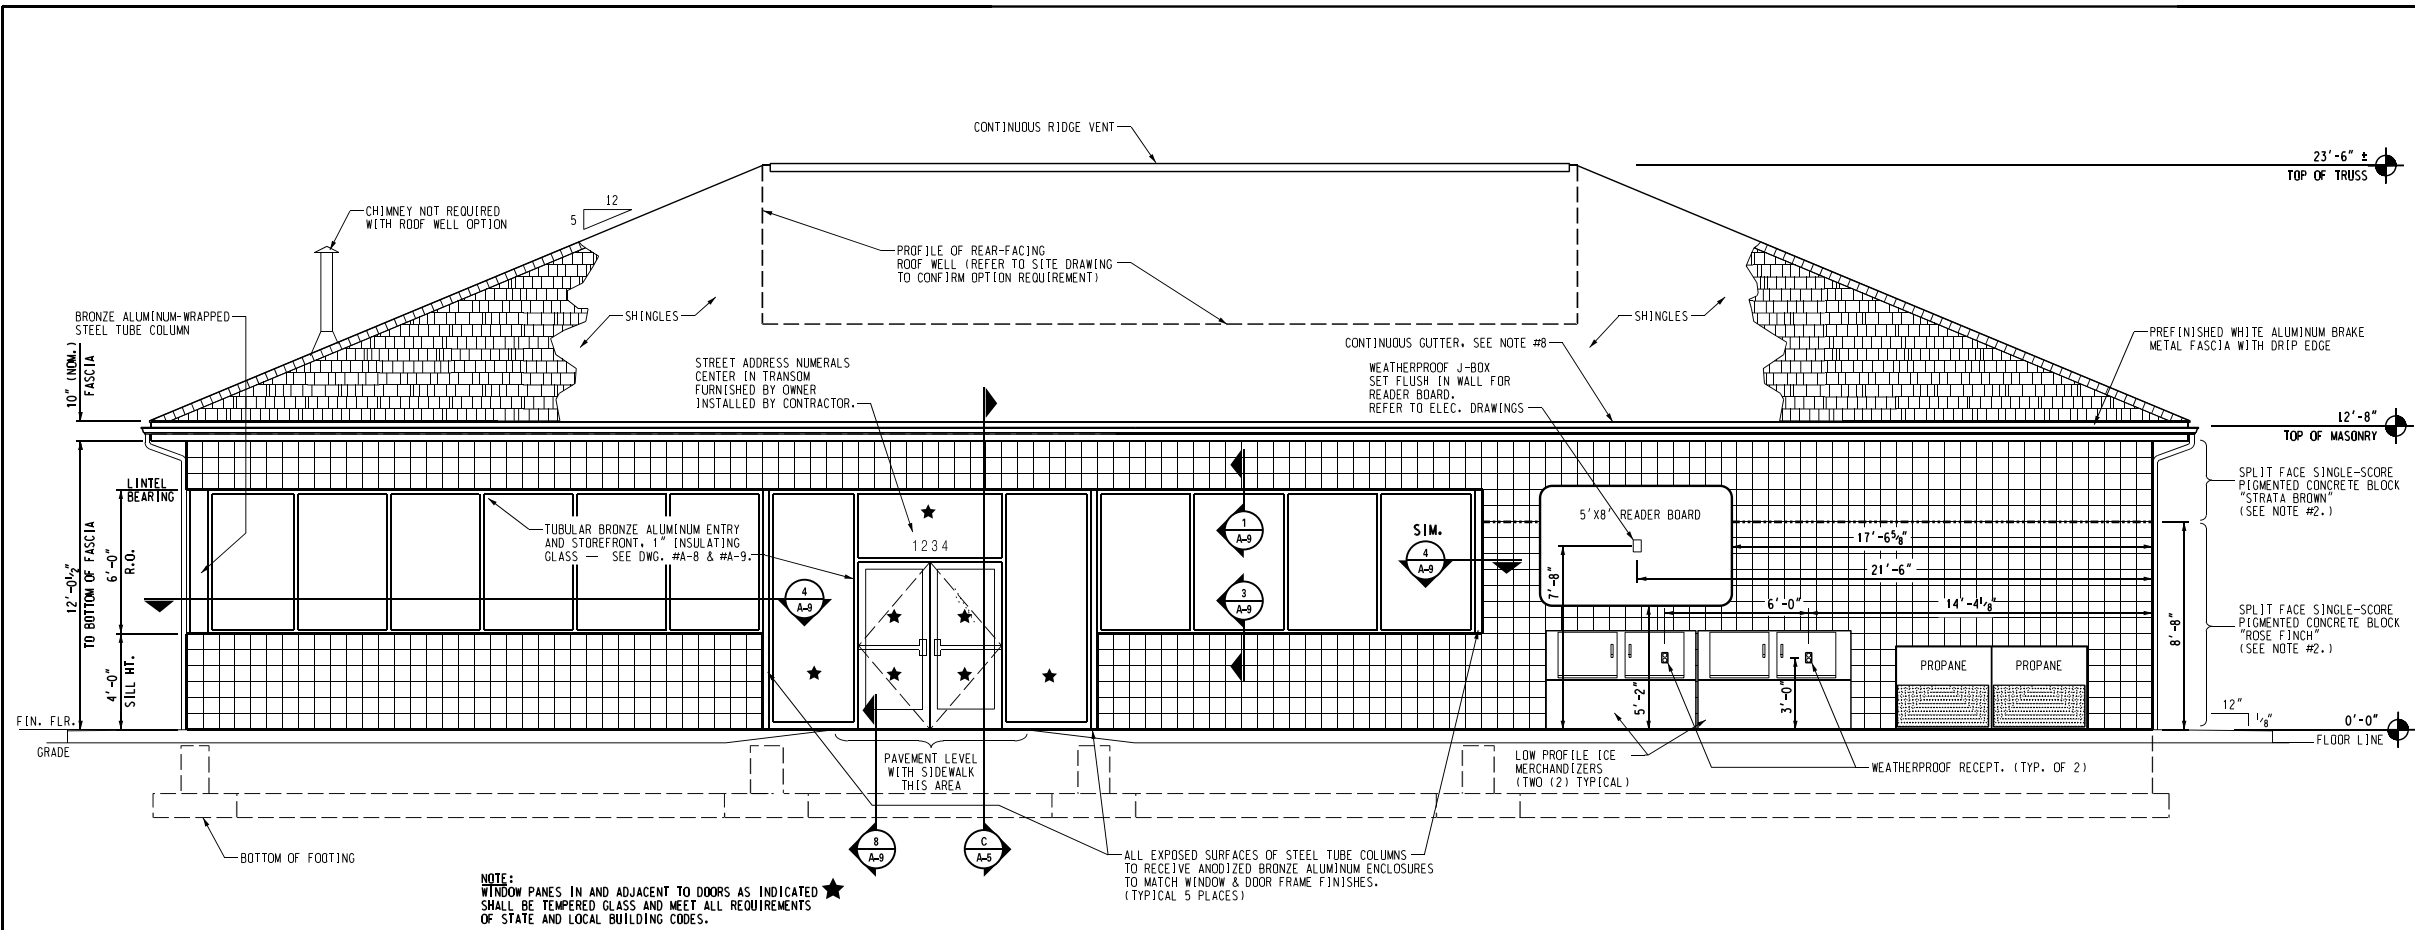 CONTINUOUS RIDGE VENT
23'-6" ±
TOP OF TRUSS
12
5
CHIMNEY NOT REQUIRED
WITH ROOF WELL OPTION
PROFILE OF REAR-FACING
ROOF WELL (REFER TO SITE DRAWING
TO CONFIRM OPTION REQUIREMENT)
BRONZE ALUMINUM-WRAPPED
STEEL TUBE COLUMN
SHINGLES
SHINGLES
PREFINISHED WHITE ALUMINUM BRAKE
METAL FASCIA WITH DRIP EDGE
CONTINUOUS GUTTER. SEE NOTE #8
10" (NOM.)
FASCIA
STREET ADDRESS NUMERALS
CENTER IN TRANSOM
FURNISHED BY OWNER
INSTALLED BY CONTRACTOR.
WEATHERPROOF J-BOX
SET FLUSH IN WALL FOR
READER BOARD.
REFER TO ELEC. DRAWINGS
12'-8"
TOP OF MASONRY
LINTEL
BEARING
12'-0 1/2"
TO BOTTOM OF FASCIA
6'-0"
R.O.
4'-0"
SILL HT.
TUBULAR BRONZE ALUMINUM ENTRY
AND STOREFRONT. 1" INSULATING
GLASS — SEE DWG. #A-8 & #A-9.
1234
1
A-9
3
A-9
SIM.
4
A-9
4
A-9
5'X8' READER BOARD
17'-6 5/8"
21'-6"
7'-8"
6'-0"
14'-4 1/8"
5'-2"
3'-0"
8'-8"
PROPANE
PROPANE
SPLIT FACE SINGLE-SCORE
PIGMENTED CONCRETE BLOCK
"STRATA BROWN"
(SEE NOTE #2.)
SPLIT FACE SINGLE-SCORE
PIGMENTED CONCRETE BLOCK
"ROSE FINCH"
(SEE NOTE #2.)
12"
1/8"
0'-0"
FLOOR LINE
FIN. FLR.
GRADE
PAVEMENT LEVEL
WITH SIDEWALK
THIS AREA
LOW PROFILE ICE
MERCHANDIZERS
(TWO (2) TYPICAL)
WEATHERPROOF RECEPT. (TYP. OF 2)
BOTTOM OF FOOTING
8
A-9
C
A-5
ALL EXPOSED SURFACES OF STEEL TUBE COLUMNS
TO RECEIVE ANODIZED BRONZE ALUMINUM ENCLOSURES
TO MATCH WINDOW & DOOR FRAME FINISHES.
(TYPICAL 5 PLACES)
NOTE:
WINDOW PANES IN AND ADJACENT TO DOORS AS INDICATED ★
SHALL BE TEMPERED GLASS AND MEET ALL REQUIREMENTS
OF STATE AND LOCAL BUILDING CODES.